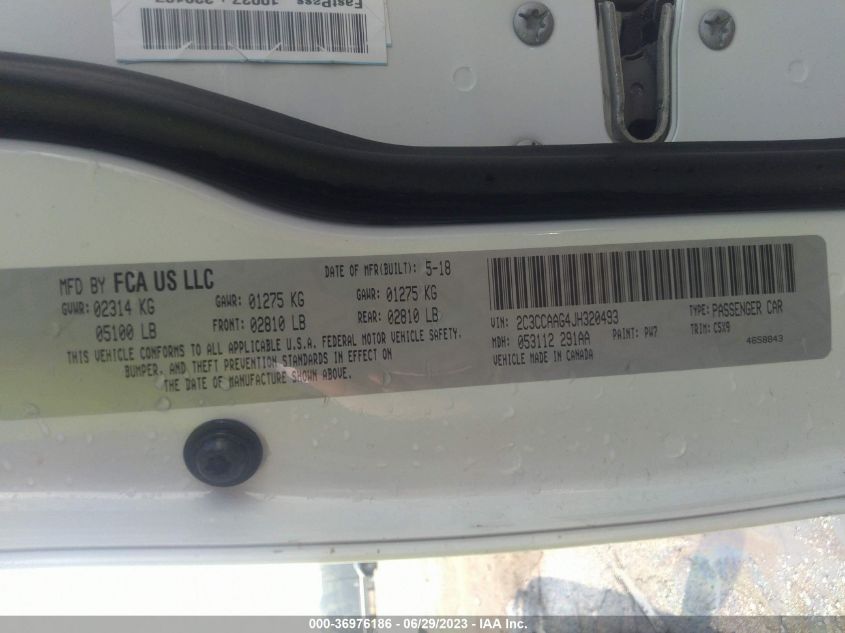 FastPass
MFD BY FCA US LLC
DATE OF MFR(BUILT): 5-18
GVWR: 02314 KG
GAWR: 01275 KG
GAWR: 01275 KG
05100 LB
FRONT: 02810 LB
REAR: 02810 LB
THIS VEHICLE CONFORMS TO ALL APPLICABLE U.S.A. FEDERAL MOTOR VEHICLE SAFETY,
BUMPER, AND THEFT PREVENTION STANDARDS IN EFFECT ON
THE DATE OF MANUFACTURE SHOWN ABOVE.
VIN: 2C3CCAAG4JH320493
TYPE: PASSENGER CAR
MDH: 053112 291AA
PAINT: PW7
TRIM: C5X9
VEHICLE MADE IN CANADA
4658843
000-36976186 - 06/29/2023 - IAA Inc.